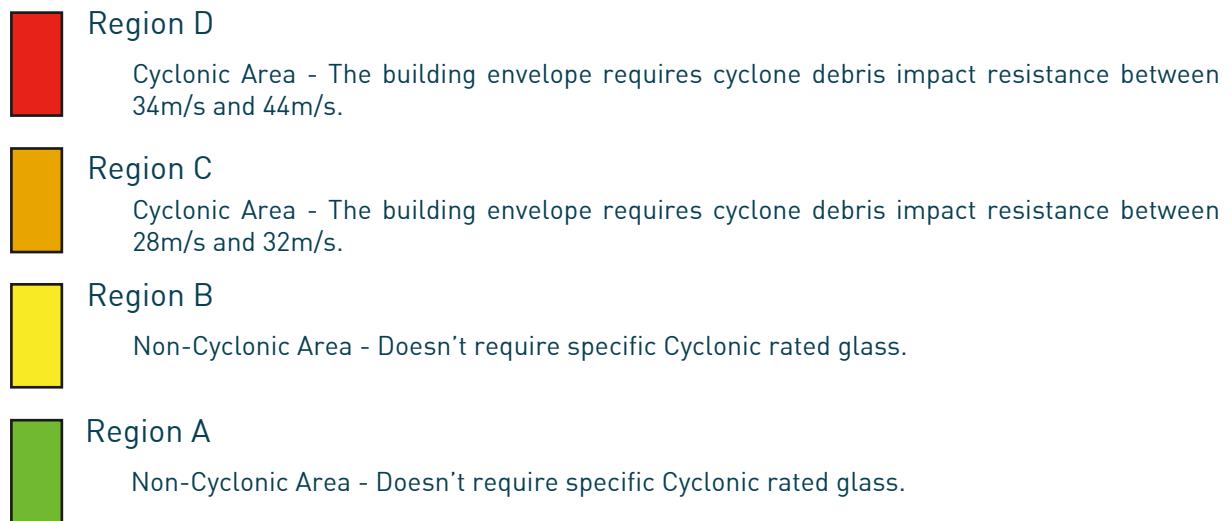 Region D
Cyclonic Area - The building envelope requires cyclone debris impact resistance between
34m/s and 44m/s.
Region C
Cyclonic Area - The building envelope requires cyclone debris impact resistance between
28m/s and 32m/s.
Region B
Non-Cyclonic Area - Doesn’t require specific Cyclonic rated glass.
Region A
Non-Cyclonic Area - Doesn’t require specific Cyclonic rated glass.